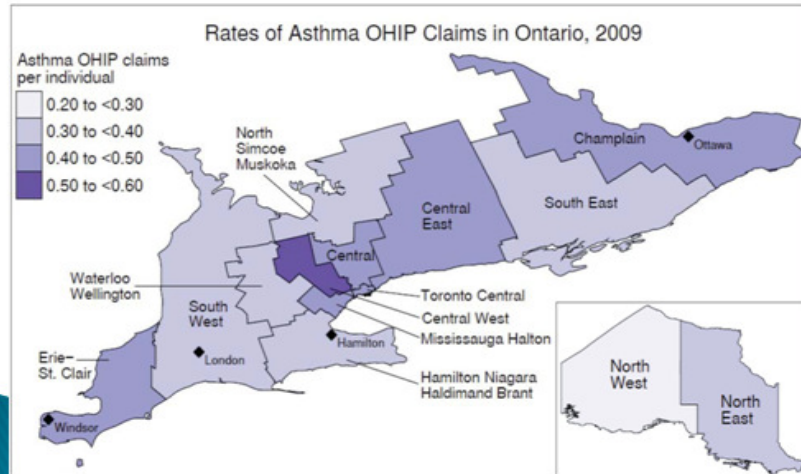 Rates of Asthma OHIP Claims in Ontario, 2009
Asthma OHIP claims
per individual
0.20 to <0.30
0.30 to <0.40
0.40 to <0.50
0.50 to <0.60
North
Simcoe
Muskoka
Champlain
Ottawa
Central
East
South East
Central
Waterloo
Wellington
South
West
Toronto Central
Central West
Mississauga Halton
Erie–
St. Clair
London
Hamilton
Hamilton Niagara
Haldimand Brant
Windsor
North
West
North
East